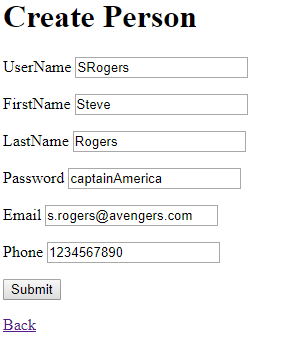 Create Person
UserName SRogers
FirstName Steve
LastName Rogers
Password captainAmerica
Email s.rogers@avengers.com
Phone 1234567890
Submit
Back